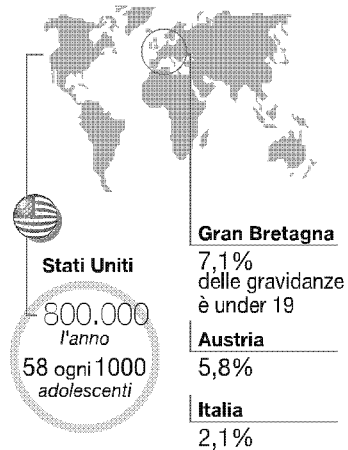 Stati Uniti
800.000
l'anno
58 ogni 1000
adolescenti
Gran Bretagna
7,1%
delle gravidanze
è under 19
Austria
5,8%
Italia
2,1%